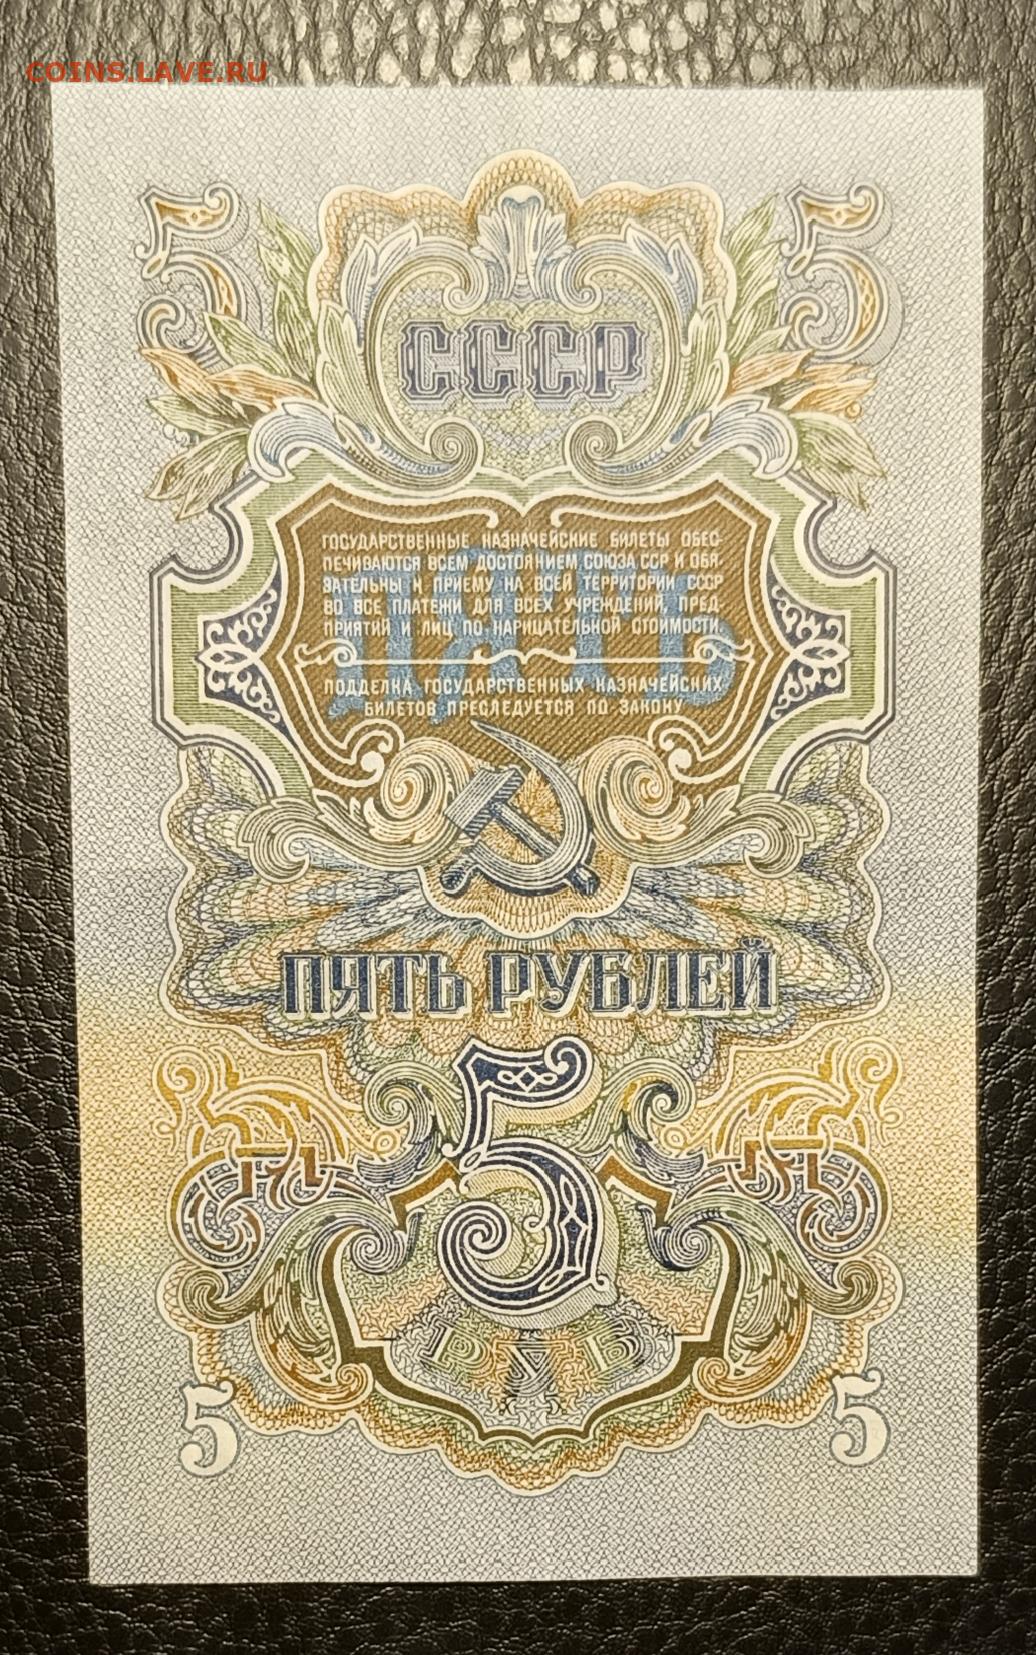 COINS.LAVE.RU
5 5
СССР
ГОСУДАРСТВЕННЫЕ КАЗНАЧЕЙСКИЕ БИЛЕТЫ ОБЕС-
ПЕЧИВАЮТСЯ ВСЕМ ДОСТОЯНИЕМ СОЮЗА ССР И ОБЯ-
ЗАТЕЛЬНЫ К ПРИЕМУ НА ВСЕЙ ТЕРРИТОРИИ СССР
ВО ВСЕ ПЛАТЕЖИ ДЛЯ ВСЕХ УЧРЕЖДЕНИЙ, ПРЕД-
ПРИЯТИЙ И ЛИЦ ПО НАРИЦАТЕЛЬНОЙ СТОИМОСТИ.
ПЯТЬ
ПОДДЕЛКА ГОСУДАРСТВЕННЫХ КАЗНАЧЕЙСКИХ
БИЛЕТОВ ПРЕСЛЕДУЕТСЯ ПО ЗАКОНУ
ПЯТЬ РУБЛЕЙ
5
РУБ
5 5